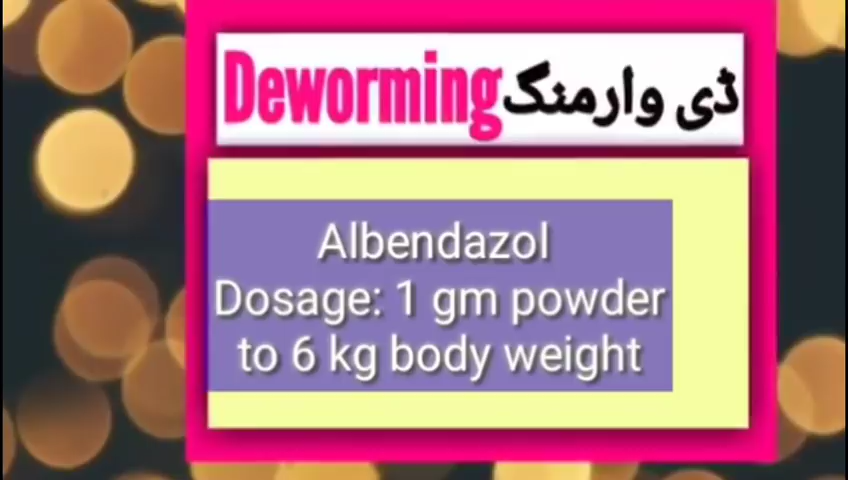 Deworming ڈی وارمنگ
Albendazol
Dosage: 1 gm powder
to 6 kg body weight